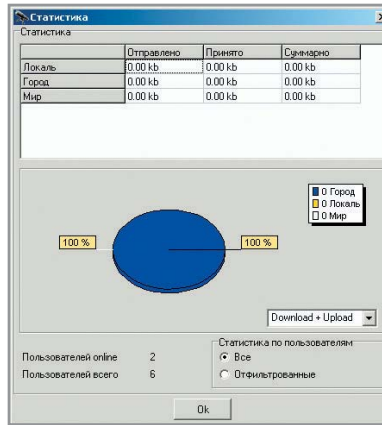 Статистика
Статистика
Отправлено Принято Суммарно
Локаль 0.00 kb 0.00 kb 0.00 kb
Город 0.00 kb 0.00 kb 0.00 kb
Мир 0.00 kb 0.00 kb 0.00 kb
0 Город
0 Локаль
0 Мир
100 % 100 %
Download + Upload
Пользователей online 2
Пользователей всего 6
Статистика по пользователям
Все
Отфильтрованные
Ok